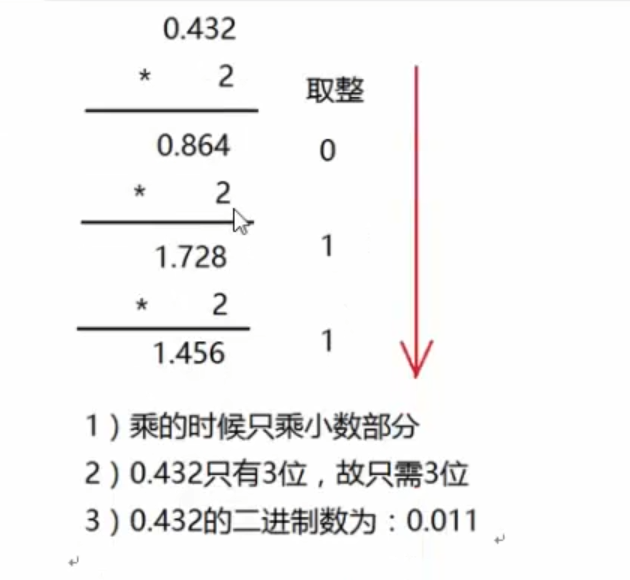 0.432
* 2
取整
0.864 0
* 2
1.728 1
* 2
1.456 1
1）乘的时候只乘小数部分
2）0.432只有3位，故只需3位
3）0.432的二进制数为：0.011